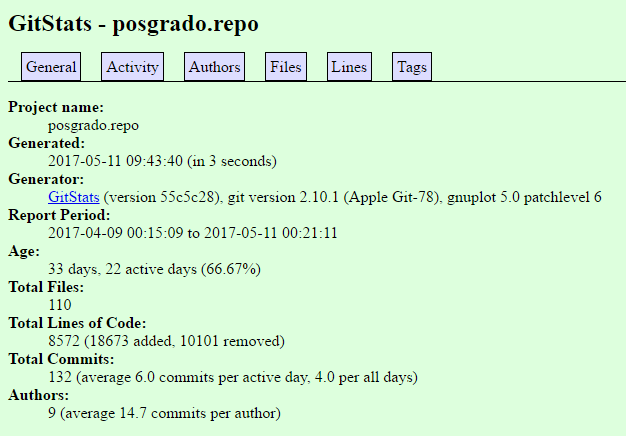 GitStats - posgrado.repo
General Activity Authors Files Lines Tags
Project name:
posgrado.repo
Generated:
2017-05-11 09:43:40 (in 3 seconds)
Generator:
GitStats (version 55c5c28), git version 2.10.1 (Apple Git-78), gnuplot 5.0 patchlevel 6
Report Period:
2017-04-09 00:15:09 to 2017-05-11 00:21:11
Age:
33 days, 22 active days (66.67%)
Total Files:
110
Total Lines of Code:
8572 (18673 added, 10101 removed)
Total Commits:
132 (average 6.0 commits per active day, 4.0 per all days)
Authors:
9 (average 14.7 commits per author)